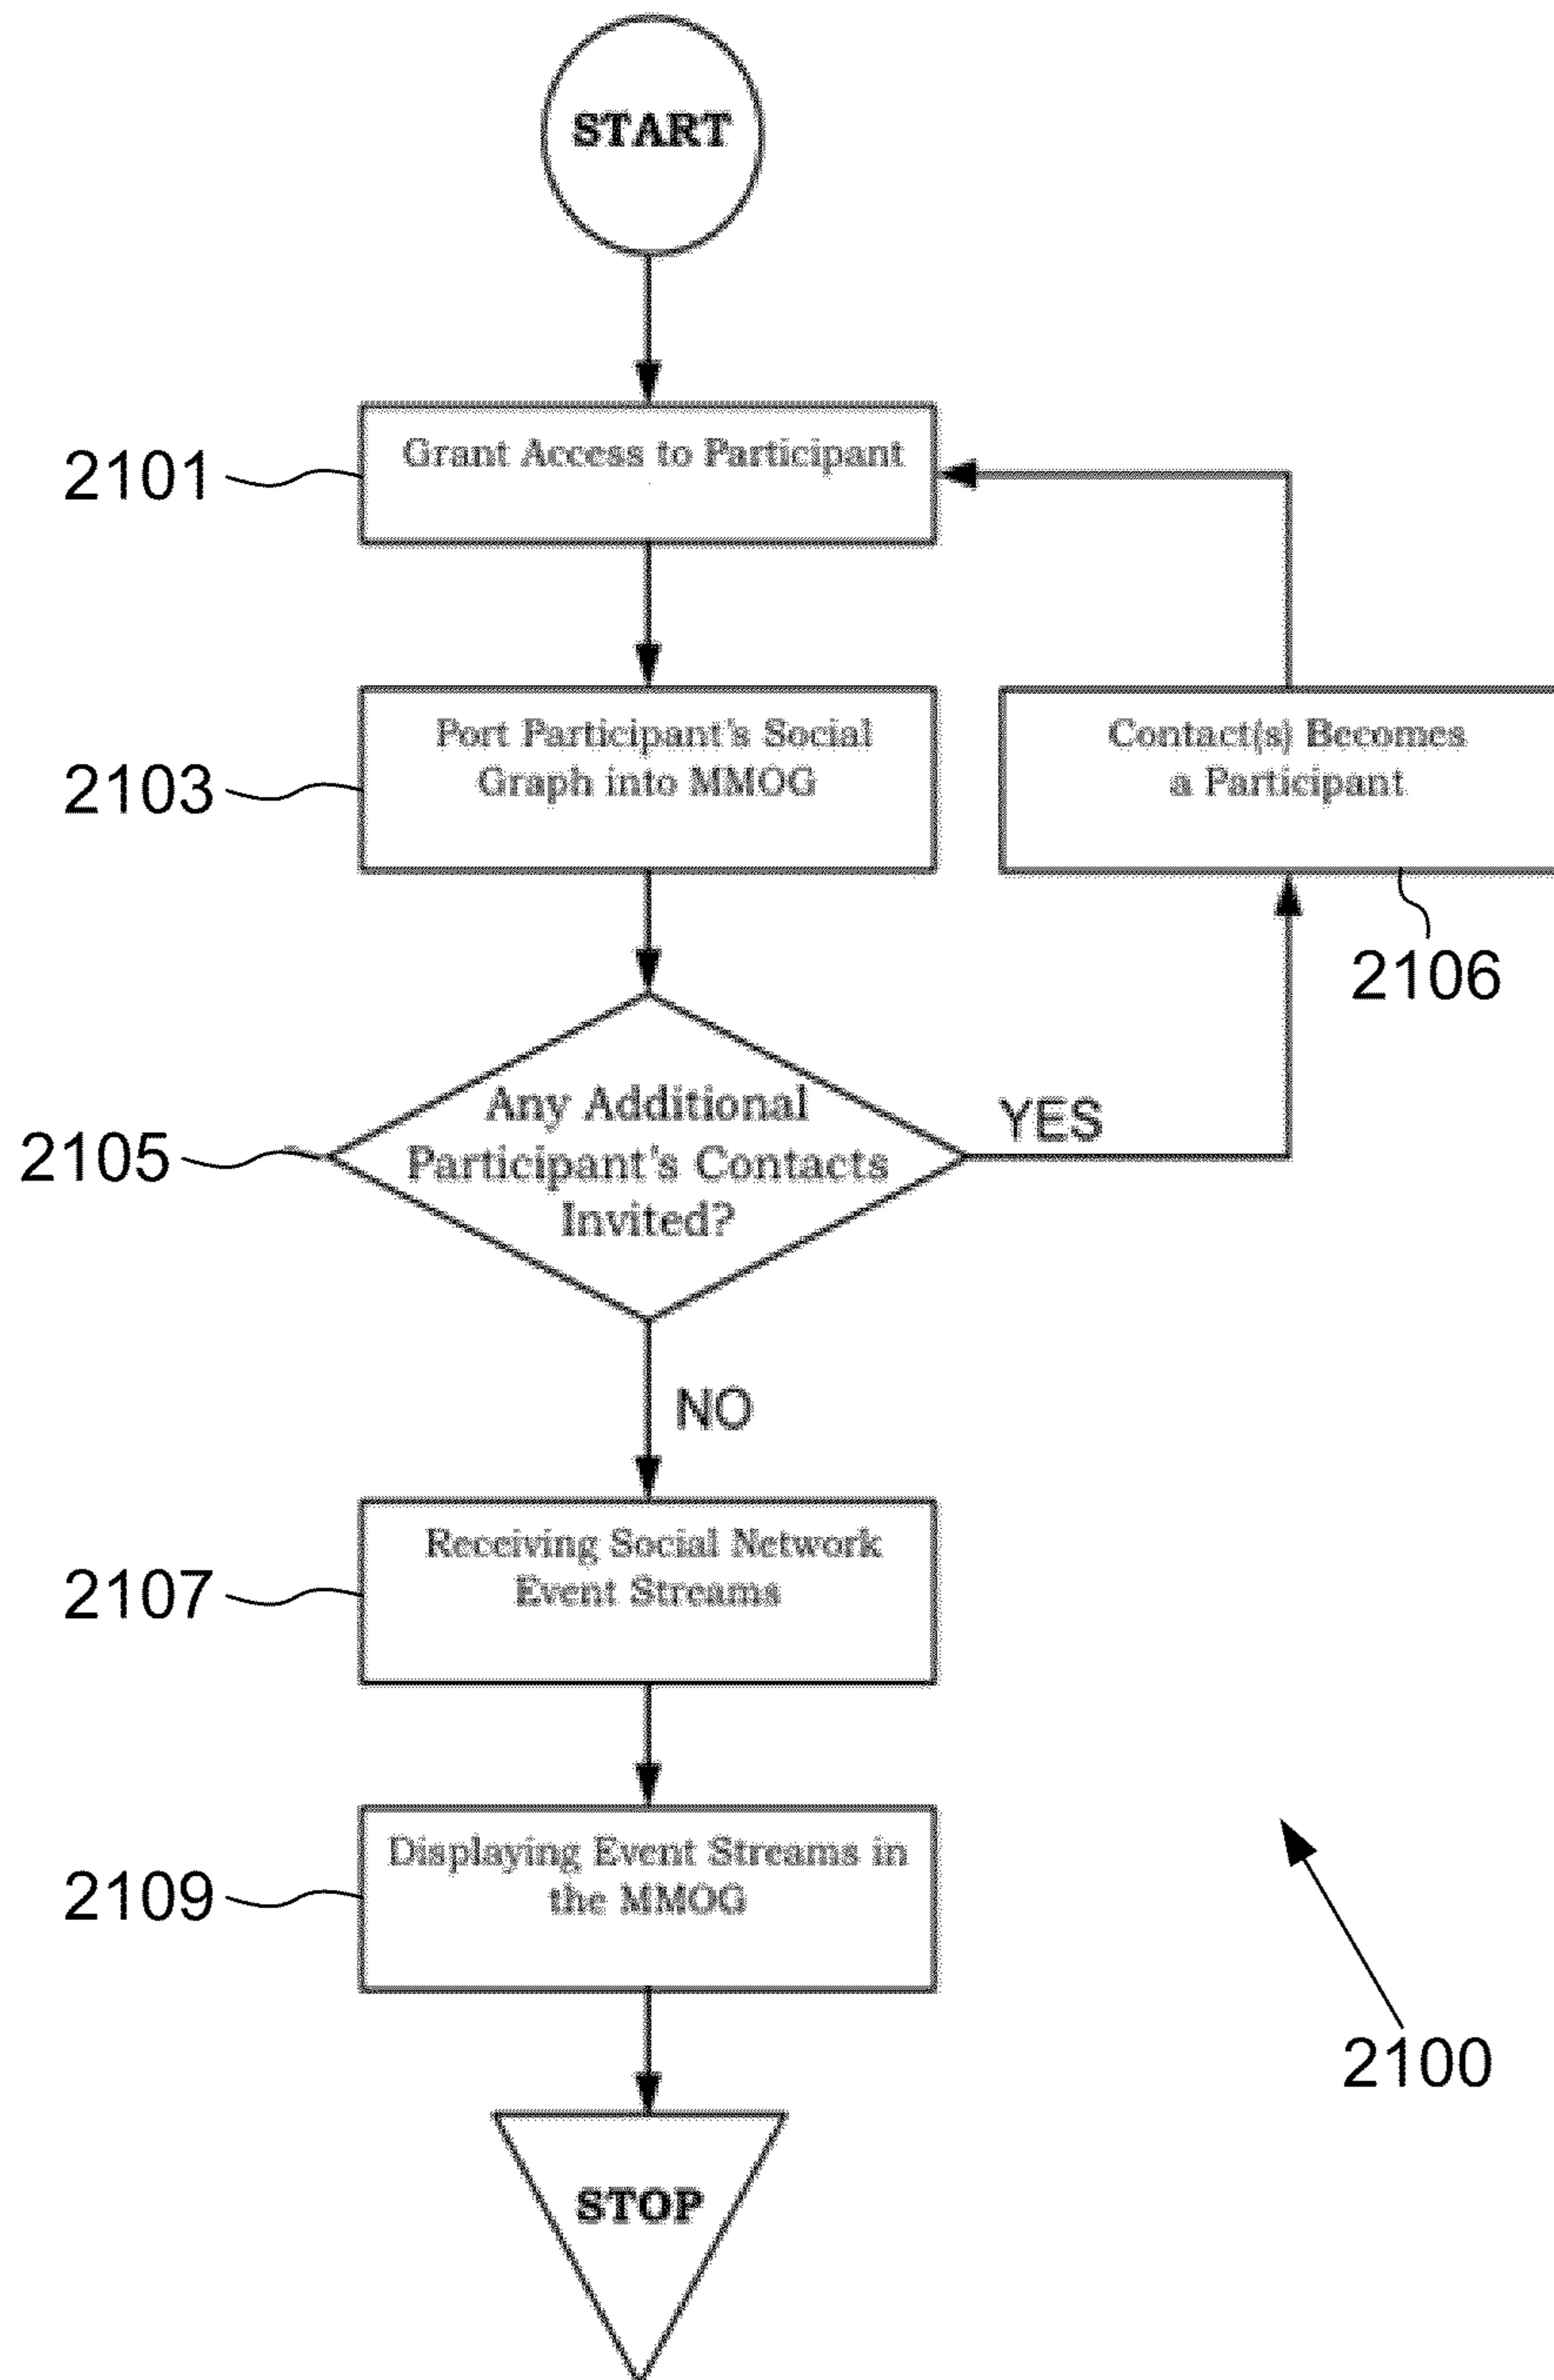 START
2101
Grant Access to Participant
2103
Port Participant's Social
Graph into MMOG
Contact(s) Becomes
a Participant
2106
2105
Any Additional
Participant's Contacts
Invited?
YES
NO
2107
Receiving Social Network
Event Streams
2109
Displaying Event Streams in
the MMOG
2100
STOP